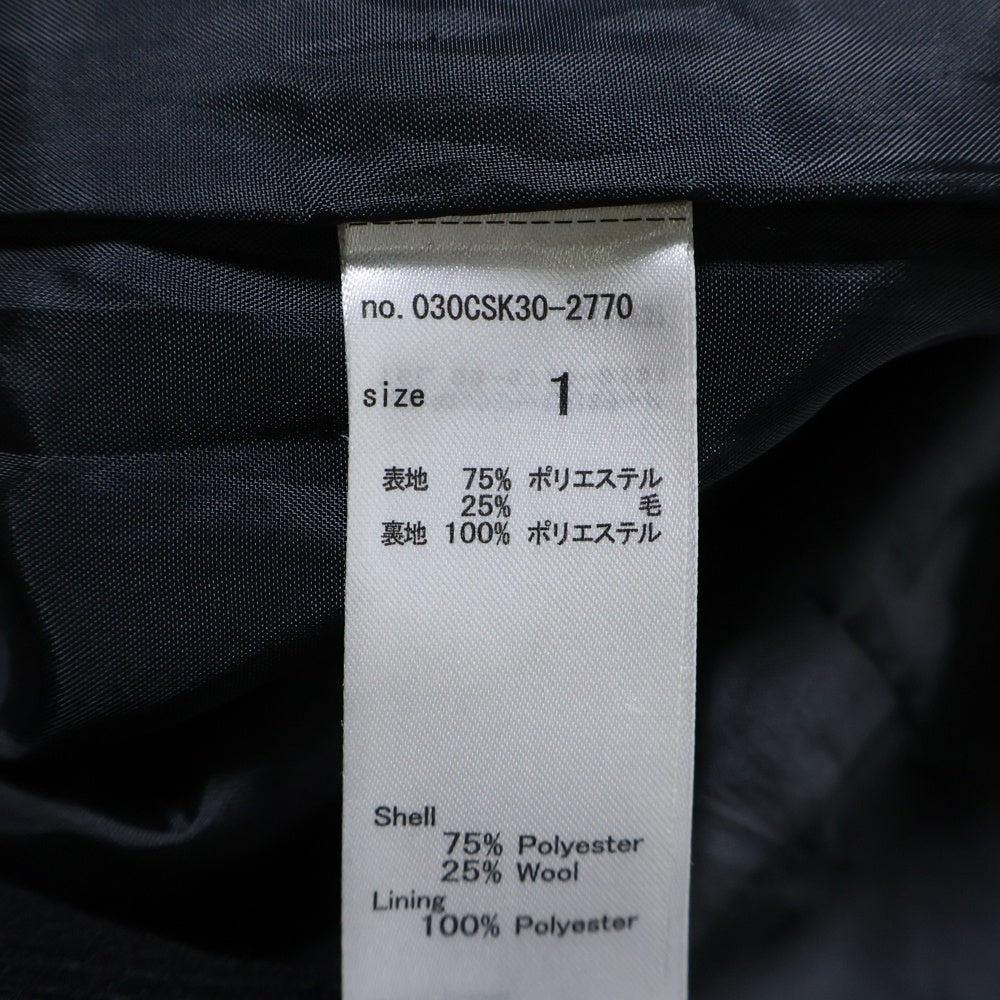 no. 030CSK30-2770
size 1
表地 75% ポリエステル
25% 毛
裏地 100% ポリエステル
Shell
75% Polyester
25% Wool
Lining
100% Polyester